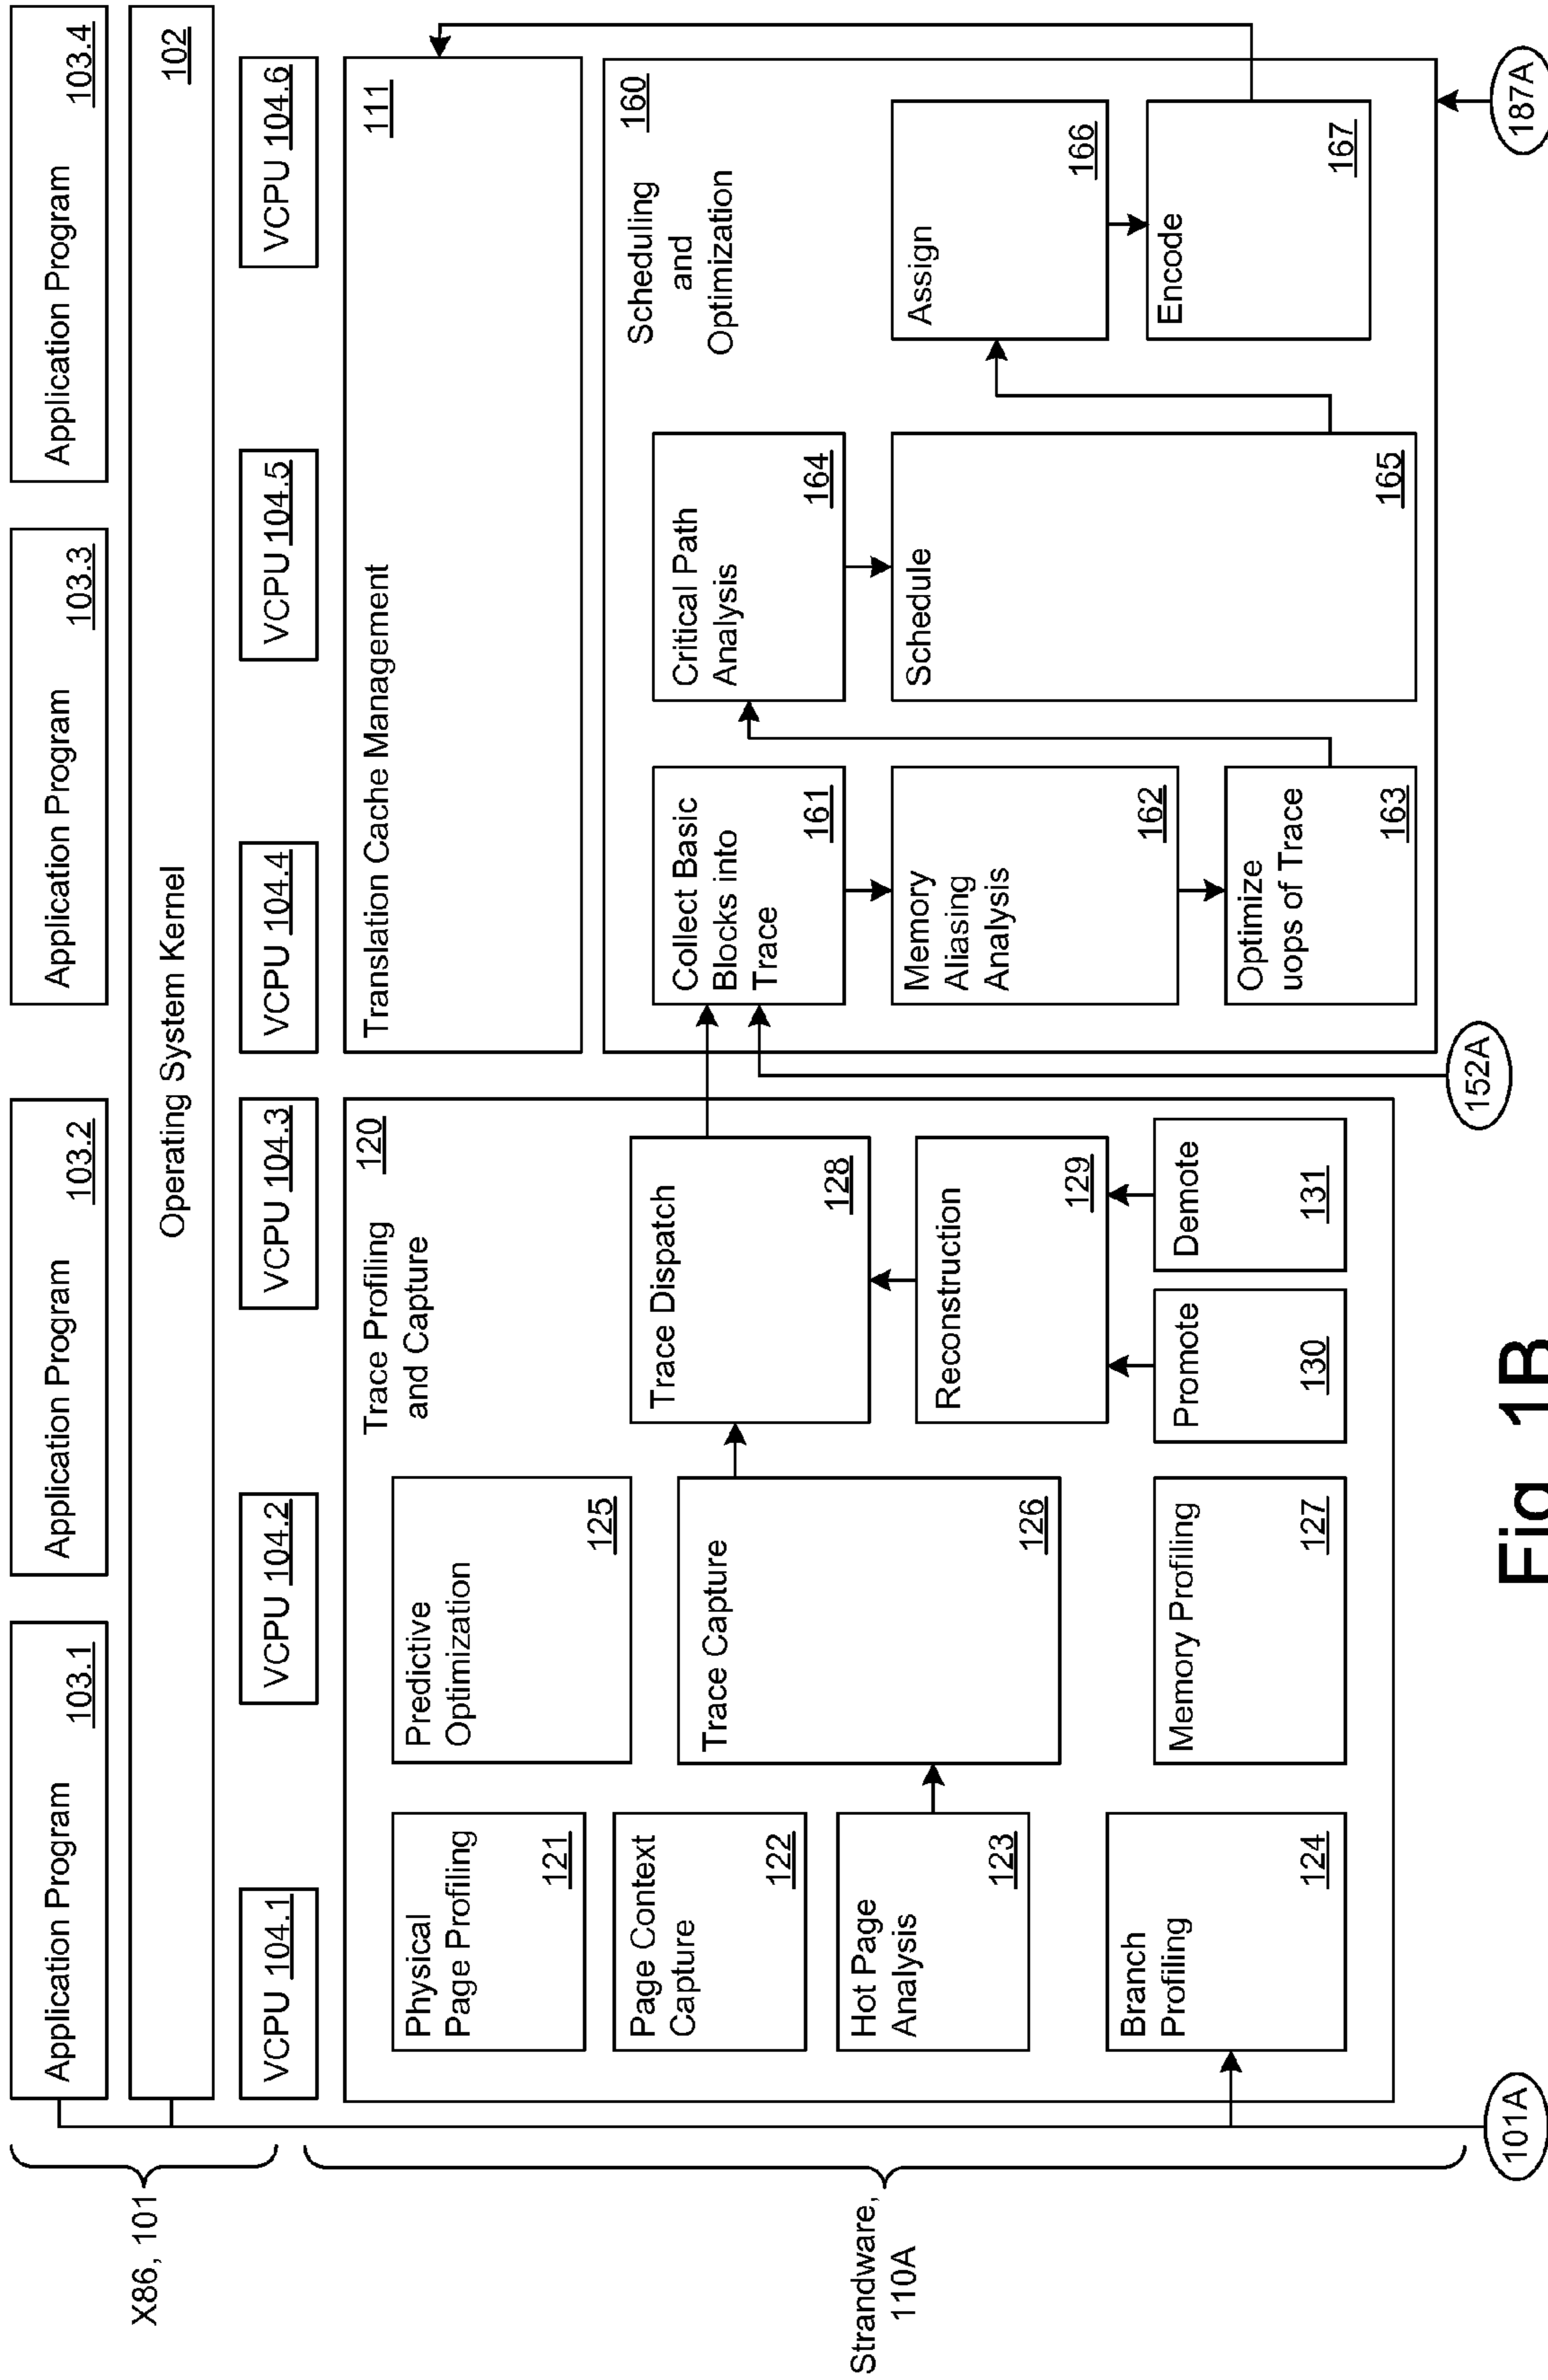 X86, 101
Application Program
103.1
Application Program
103.2
Application Program
103.3
Application Program
103.4
Operating System Kernel
102
VCPU 104.1
VCPU 104.2
VCPU 104.3
VCPU 104.4
VCPU 104.5
VCPU 104.6
Strandware,
110A
Trace Profiling
and Capture
120
Physical
Page Profiling
121
Page Context
Capture
122
Hot Page
Analysis
123
Branch
Profiling
124
Predictive
Optimization
125
Trace Capture
126
Memory Profiling
127
Trace Dispatch
128
Reconstruction
129
Promote
130
Demote
131
Translation Cache Management
111
Scheduling
and
Optimization
160
Collect Basic
Blocks into
Trace
161
Memory
Aliasing
Analysis
162
Optimize
uops of Trace
163
Critical Path
Analysis
164
Schedule
165
Assign
166
Encode
167
101A
152A
187A
Fig. 1B